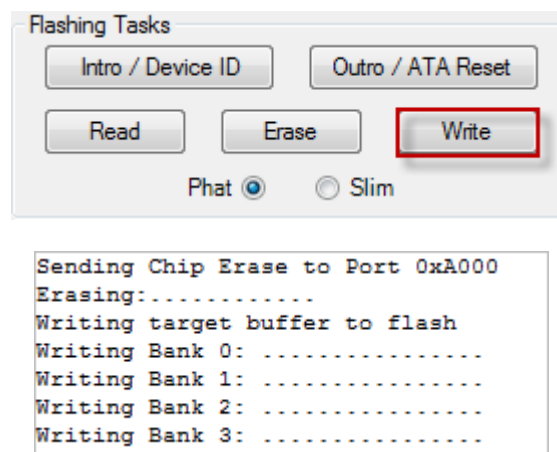 Flashing Tasks
Intro / Device ID Outro / ATA Reset
Read Erase Write
Phat Slim
Sending Chip Erase to Port 0xA000
Erasing:............
Writing target buffer to flash
Writing Bank 0: ................
Writing Bank 1: ................
Writing Bank 2: ................
Writing Bank 3: ................